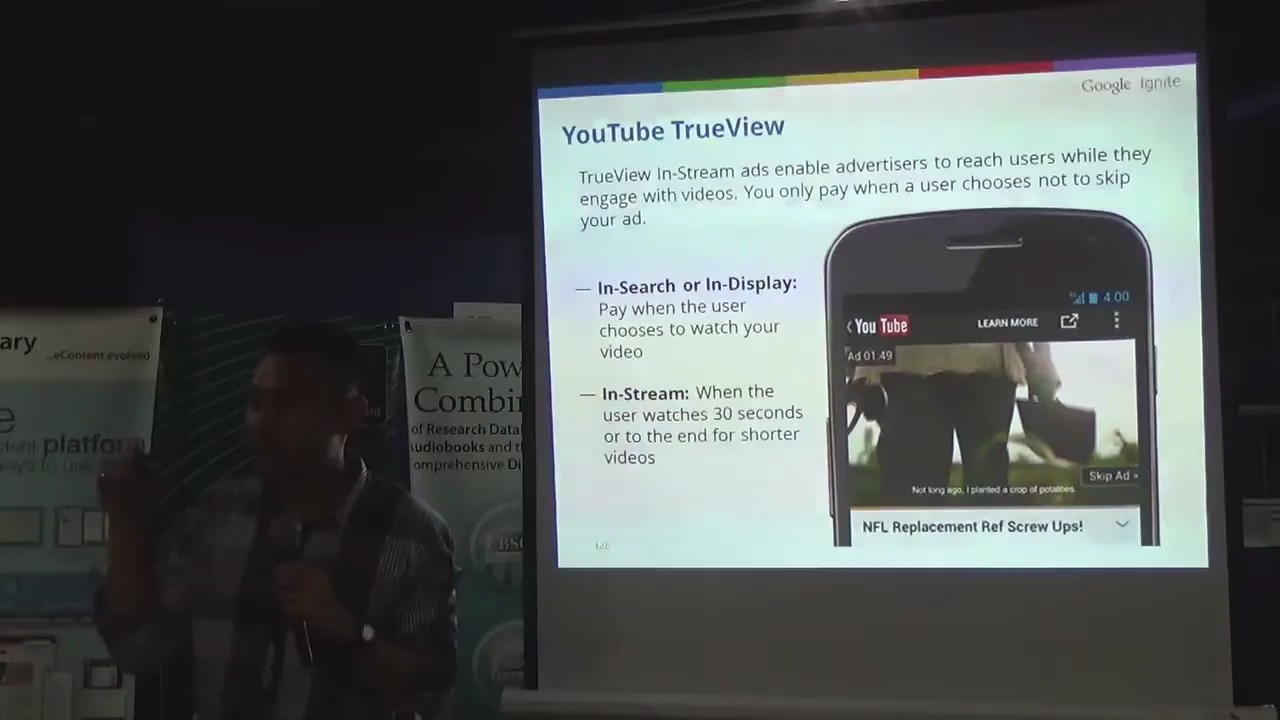 Google Ignite
YouTube TrueView
TrueView In-Stream ads enable advertisers to reach users while they
engage with videos. You only pay when a user chooses not to skip
your ad.
— In-Search or In-Display:
Pay when the user
chooses to watch your
video
— In-Stream: When the
user watches 30 seconds
or to the end for shorter
videos
4:00
YouTube
LEARN MORE
Ad 01:49
Skip Ad
Not long ago, I planted a crop of potatoes.
NFL Replacement Ref Screw Ups!
ary
...eContent evolved
e
tent platform
A Pow
Combi
of Research Data
udiobooks and t
omprehensive Di